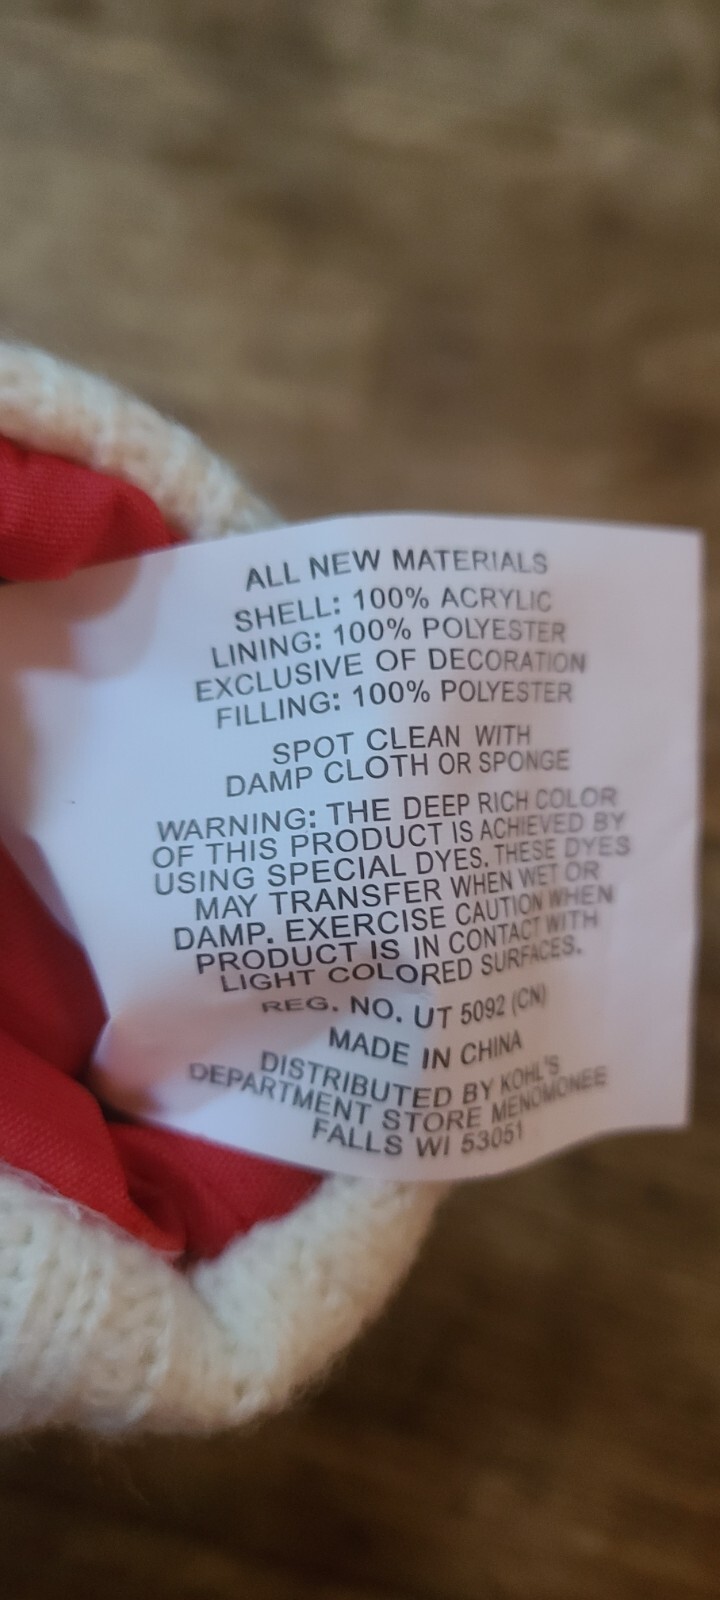 ALL NEW MATERIALS
SHELL: 100% ACRYLIC
LINING: 100% POLYESTER
EXCLUSIVE OF DECORATION
FILLING: 100% POLYESTER
SPOT CLEAN WITH
DAMP CLOTH OR SPONGE
WARNING: THE DEEP RICH COLOR
OF THIS PRODUCT IS ACHIEVED BY
USING SPECIAL DYES. THESE DYES
MAY TRANSFER WHEN WET OR
DAMP. EXERCISE CAUTION WHEN
PRODUCT IS IN CONTACT WITH
LIGHT COLORED SURFACES.
REG. NO. UT 5092 (CN)
MADE IN CHINA
DISTRIBUTED BY KOHL'S
DEPARTMENT STORE MENOMONEE
FALLS WI 53051